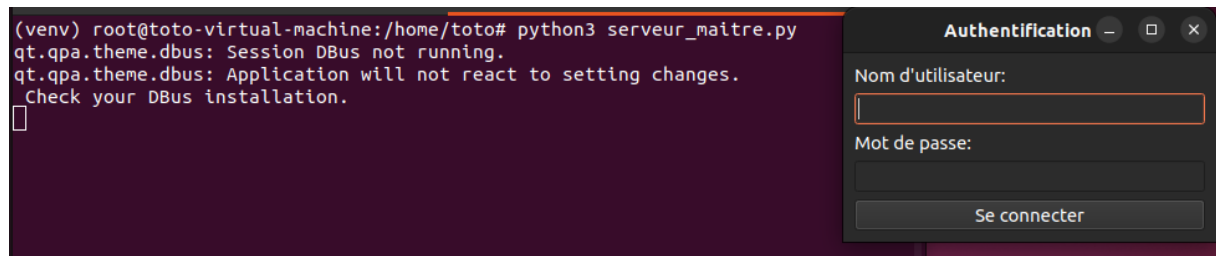 (venv) root@toto-virtual-machine:/home/toto# python3 serveur_maitre.py
qt.qpa.theme.dbus: Session DBus not running.
qt.qpa.theme.dbus: Application will not react to setting changes.
 Check your DBus installation.
Authentification
Nom d'utilisateur:
Mot de passe:
Se connecter